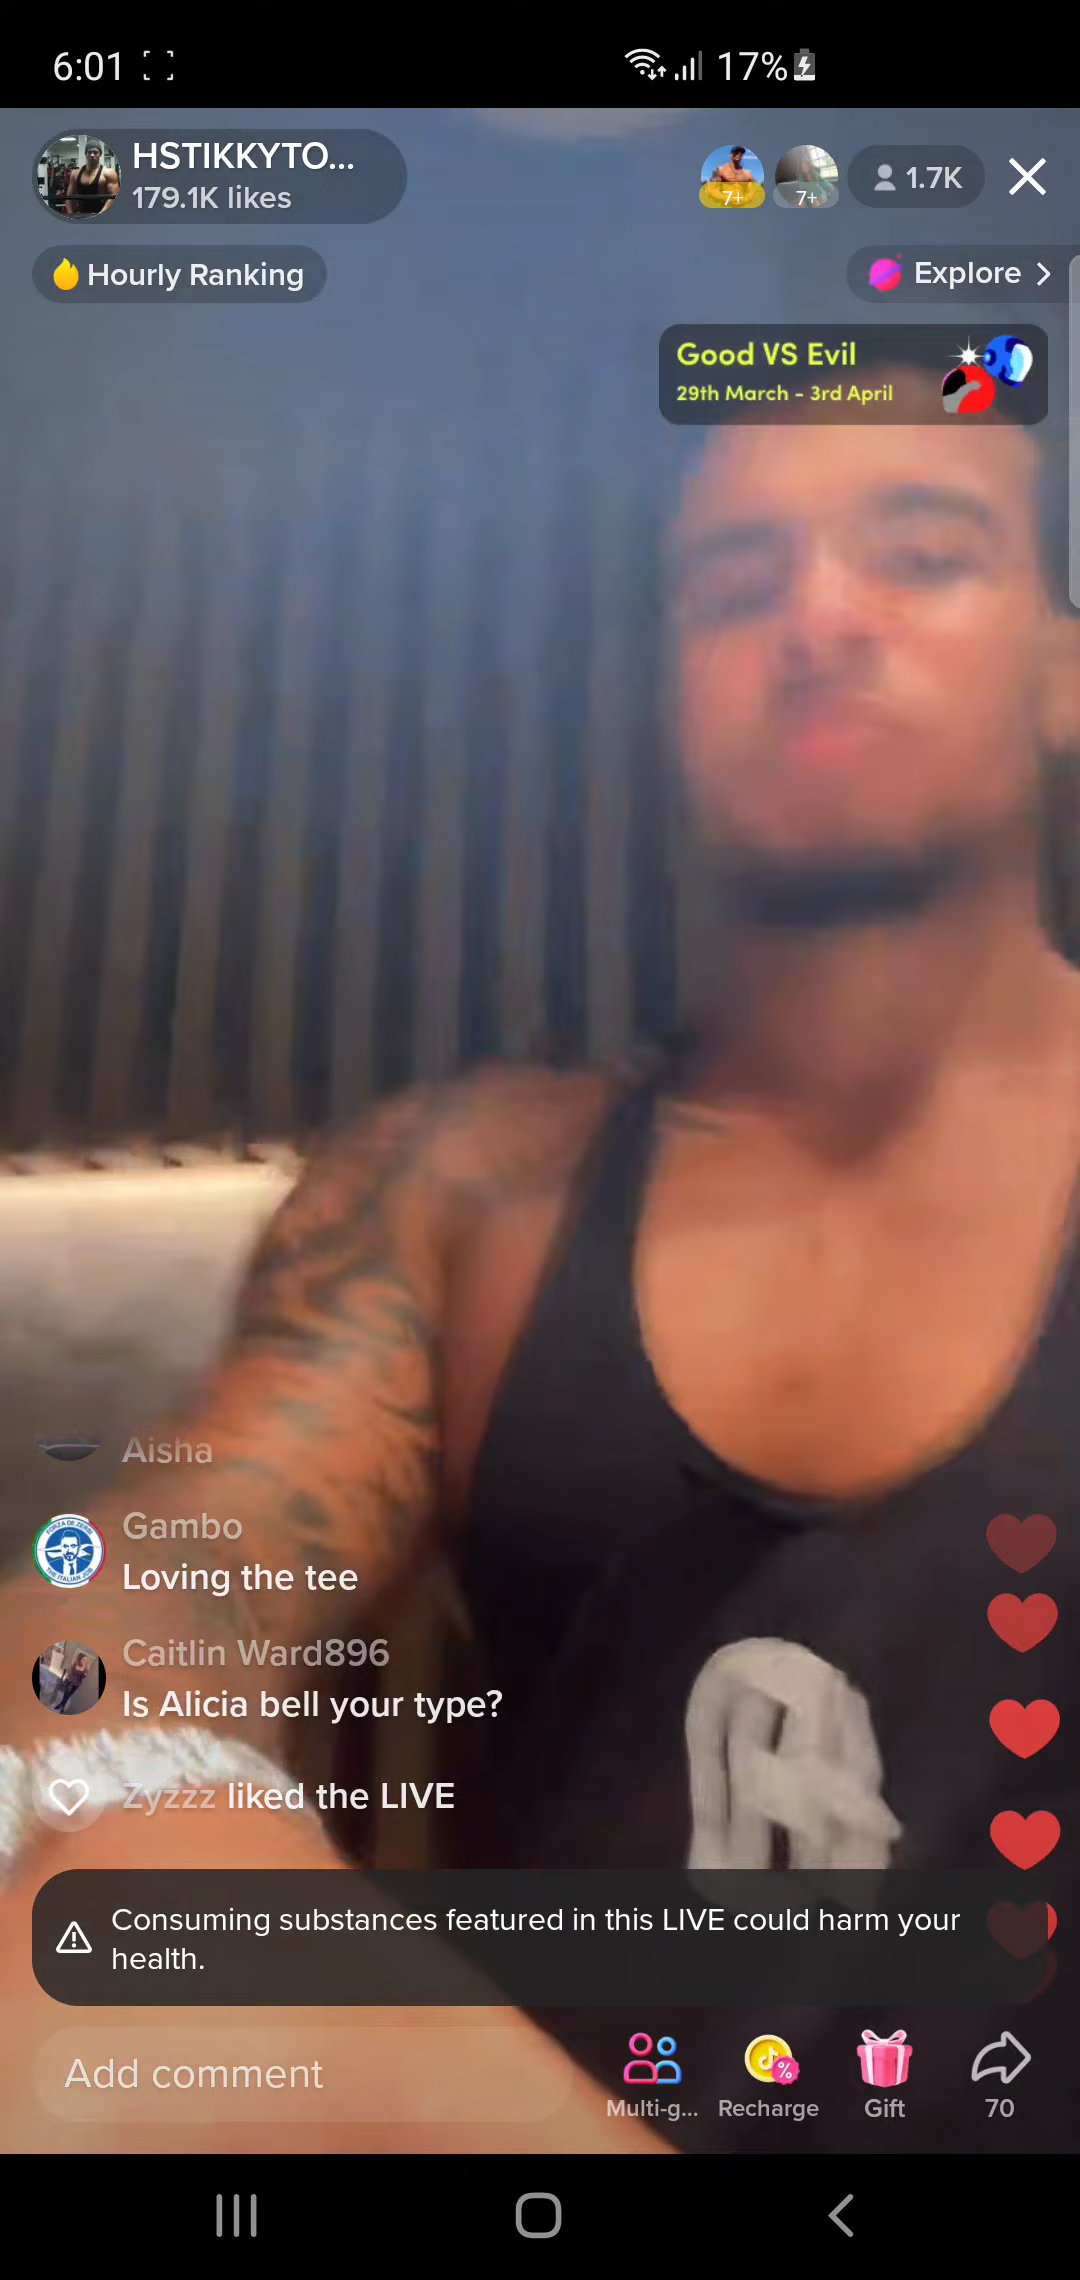 6:01
17%
HSTIKKYTO...
179.1K likes
7+
7+
1.7K
Hourly Ranking
Explore
Good VS Evil
29th March - 3rd April
Aisha
Gambo
Loving the tee
Caitlin Ward896
Is Alicia bell your type?
Zyzzz liked the LIVE
Consuming substances featured in this LIVE could harm your
health.
Add comment
Multi-g...
Recharge
Gift
70